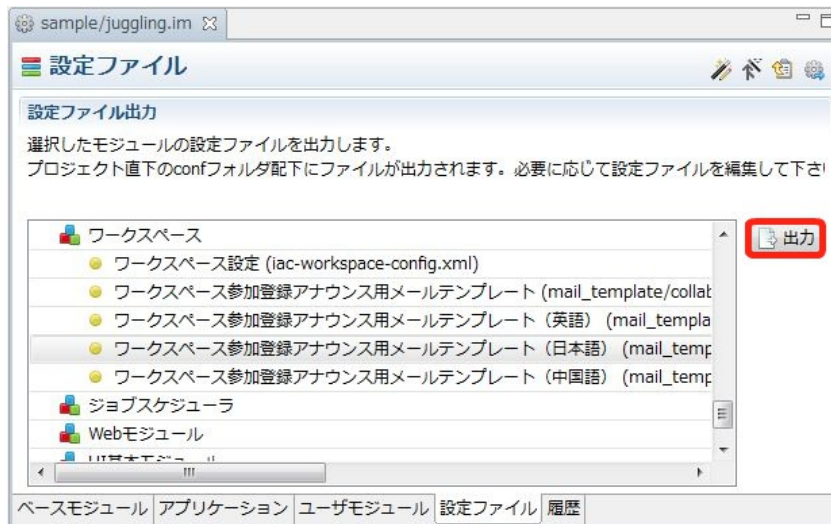 sample/juggling.im
設定ファイル
設定ファイル出力
選択したモジュールの設定ファイルを出力します。
プロジェクト直下のconfフォルダ配下にファイルが出力されます。必要に応じて設定ファイルを編集して下さ
ワークスペース
出力
ワークスペース設定 (iac-workspace-config.xml)
ワークスペース参加登録アナウンス用メールテンプレート (mail_template/collab
ワークスペース参加登録アナウンス用メールテンプレート（英語） (mail_templa
ワークスペース参加登録アナウンス用メールテンプレート（日本語） (mail_temp
ワークスペース参加登録アナウンス用メールテンプレート（中国語） (mail_temp
ジョブスケジューラ
Webモジュール
ベースモジュール アプリケーション ユーザモジュール 設定ファイル 履歴